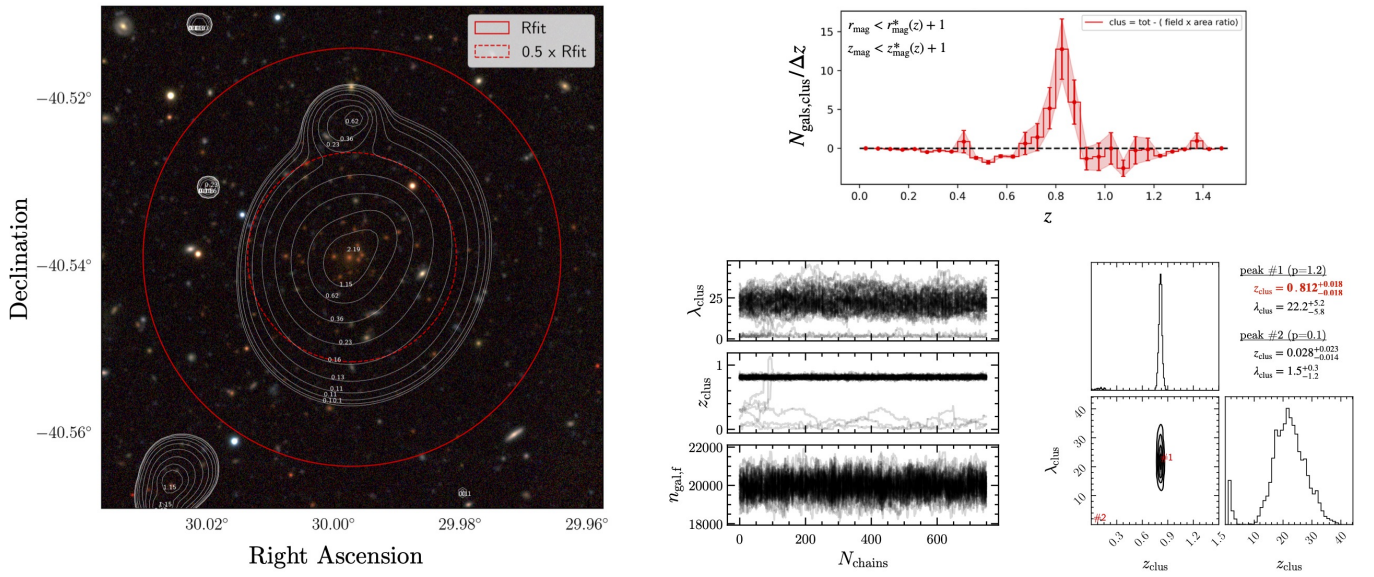 Rfit
0.5 x Rfit
−40.52°
−40.54°
−40.56°
Declination
0.62
0.36
0.23
2.19
1.15
0.62
0.36
0.23
0.16
0.13
0.11
0.11
1.15
1.15
30.02
30.00
29.98
29.96°
Right Ascension
r_mag < r*_mag(z) + 1
z_mag < z*_mag(z) + 1
clus = tot - ( field x area ratio)
N_gals,clus/Δz
15
10
5
0
0.0 0.2 0.4 0.6 0.8 1.0 1.2 1.4
z
λ_clus
25
0
z_clus
1
0
n_gal,f
22000
20000
18000
0 200 400 600
N_chains
peak #1 (p=1.2)
z_clus = 0.812^{+0.018}_{−0.018}
λ_clus = 22.2^{+5.2}_{−5.8}
peak #2 (p=0.1)
z_clus = 0.028^{+0.023}_{−0.014}
λ_clus = 1.5^{+0.3}_{−1.2}
λ_clus
40
30
20
10
#1
#2
0.3 0.6 0.9 1.2 1.5
z_clus
10 20 30 40
z_clus